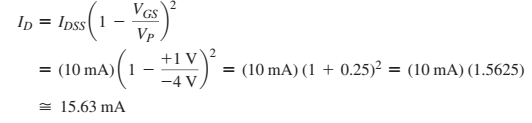 I_D = I_DSS(1 − V_GS/V_P)²
= (10 mA)(1 − +1 V/−4 V)² = (10 mA)(1 + 0.25)² = (10 mA)(1.5625)
≅ 15.63 mA